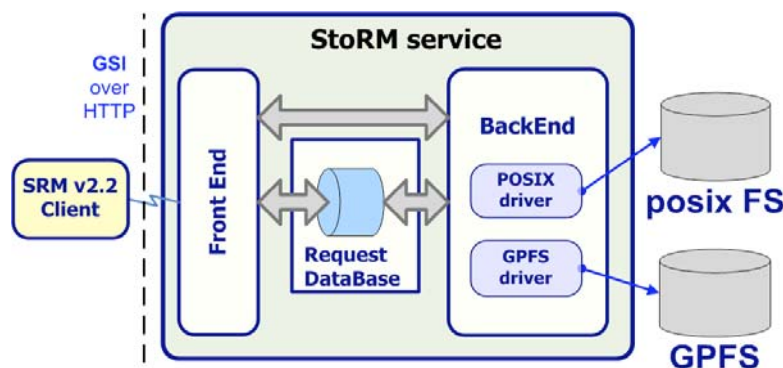 StoRM service
GSI
over
HTTP
SRM v2.2
Client
Front End
Request
DataBase
BackEnd
POSIX
driver
GPFS
driver
posix FS
GPFS